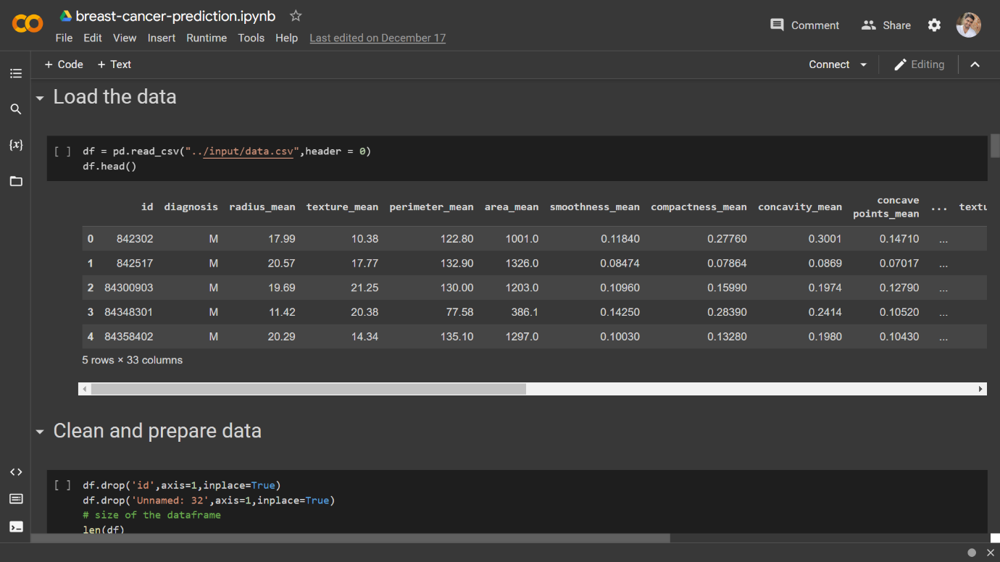 breast-cancer-prediction.ipynb
File Edit View Insert Runtime Tools Help Last edited on December 17
Comment Share
+ Code + Text
Connect Editing
Load the data
{x}
[ ] df = pd.read_csv("../input/data.csv",header = 0)
df.head()
id diagnosis radius_mean texture_mean perimeter_mean area_mean smoothness_mean compactness_mean concavity_mean concave points_mean ... textu
0 842302 M 17.99 10.38 122.80 1001.0 0.11840 0.27760 0.3001 0.14710 ...
1 842517 M 20.57 17.77 132.90 1326.0 0.08474 0.07864 0.0869 0.07017 ...
2 84300903 M 19.69 21.25 130.00 1203.0 0.10960 0.15990 0.1974 0.12790 ...
3 84348301 M 11.42 20.38 77.58 386.1 0.14250 0.28390 0.2414 0.10520 ...
4 84358402 M 20.29 14.34 135.10 1297.0 0.10030 0.13280 0.1980 0.10430 ...
5 rows × 33 columns
Clean and prepare data
[ ] df.drop('id',axis=1,inplace=True)
df.drop('Unnamed: 32',axis=1,inplace=True)
# size of the dataframe
len(df)